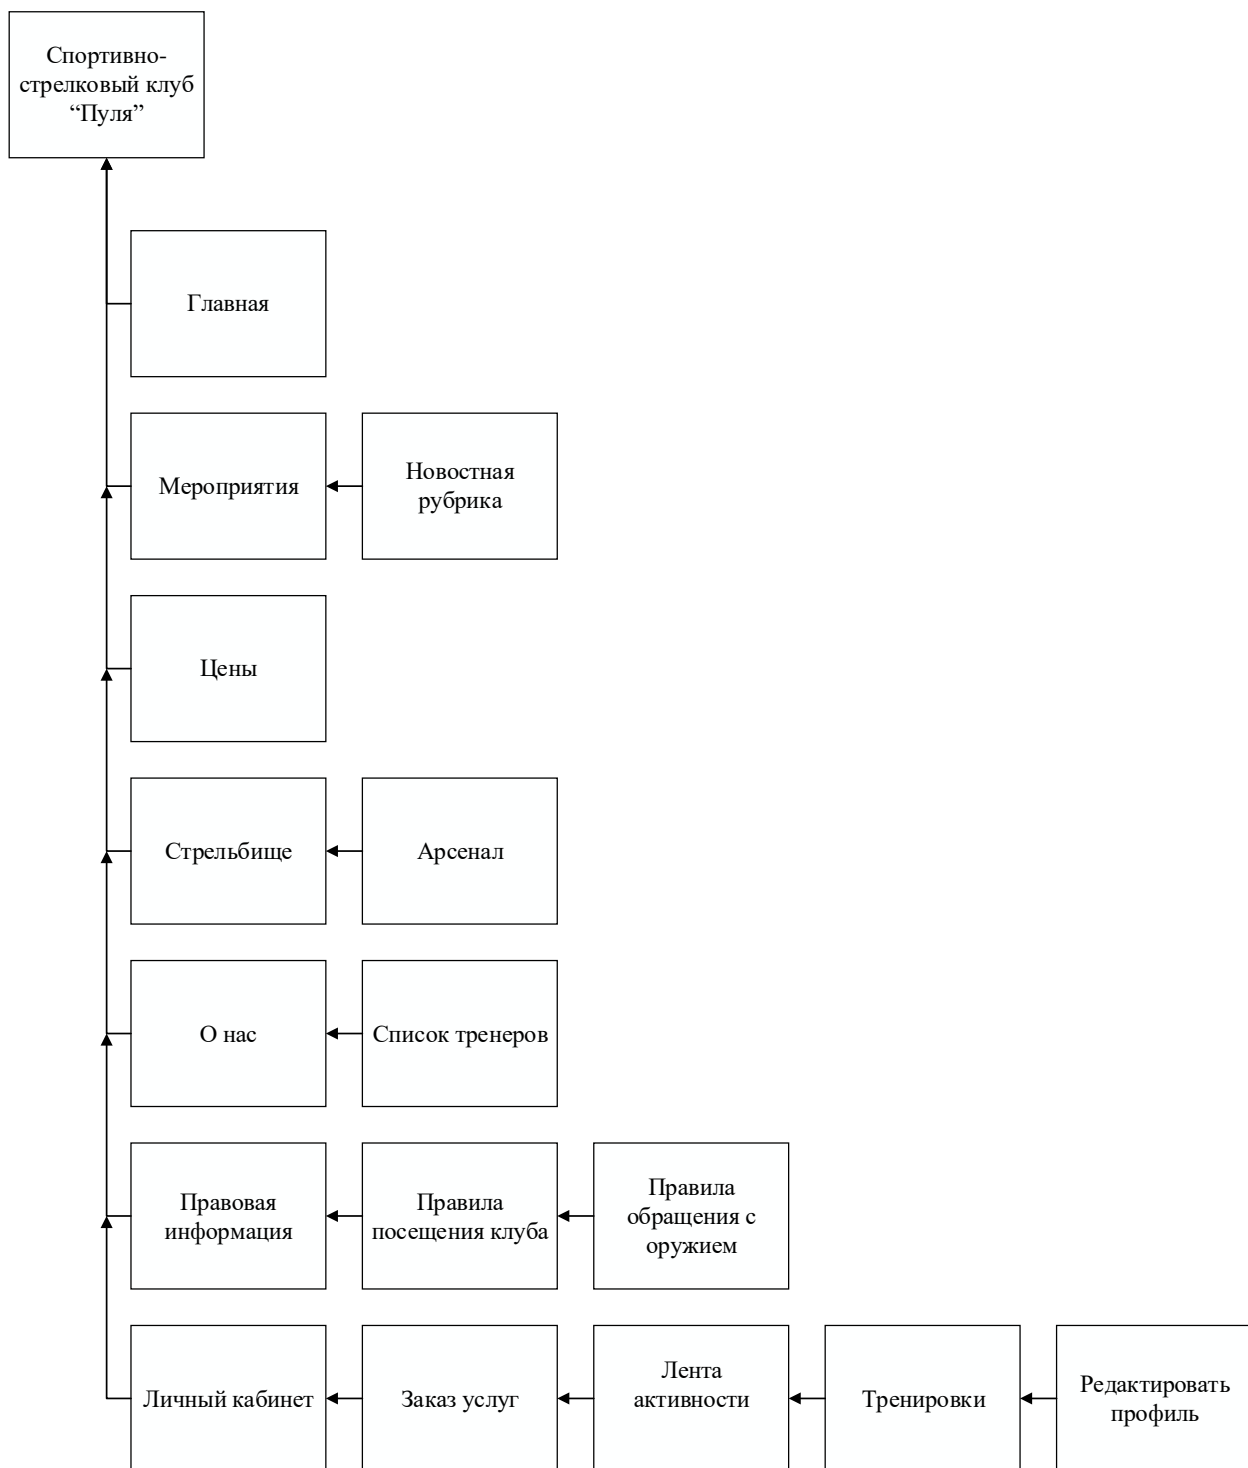 Спортивно-
стрелковый клуб
“Пуля”
Главная
Мероприятия
Новостная
рубрика
Цены
Стрельбище
Арсенал
О нас
Список тренеров
Правовая
информация
Правила
посещения клуба
Правила
обращения с
оружием
Личный кабинет
Заказ услуг
Лента
активности
Тренировки
Редактировать
профиль